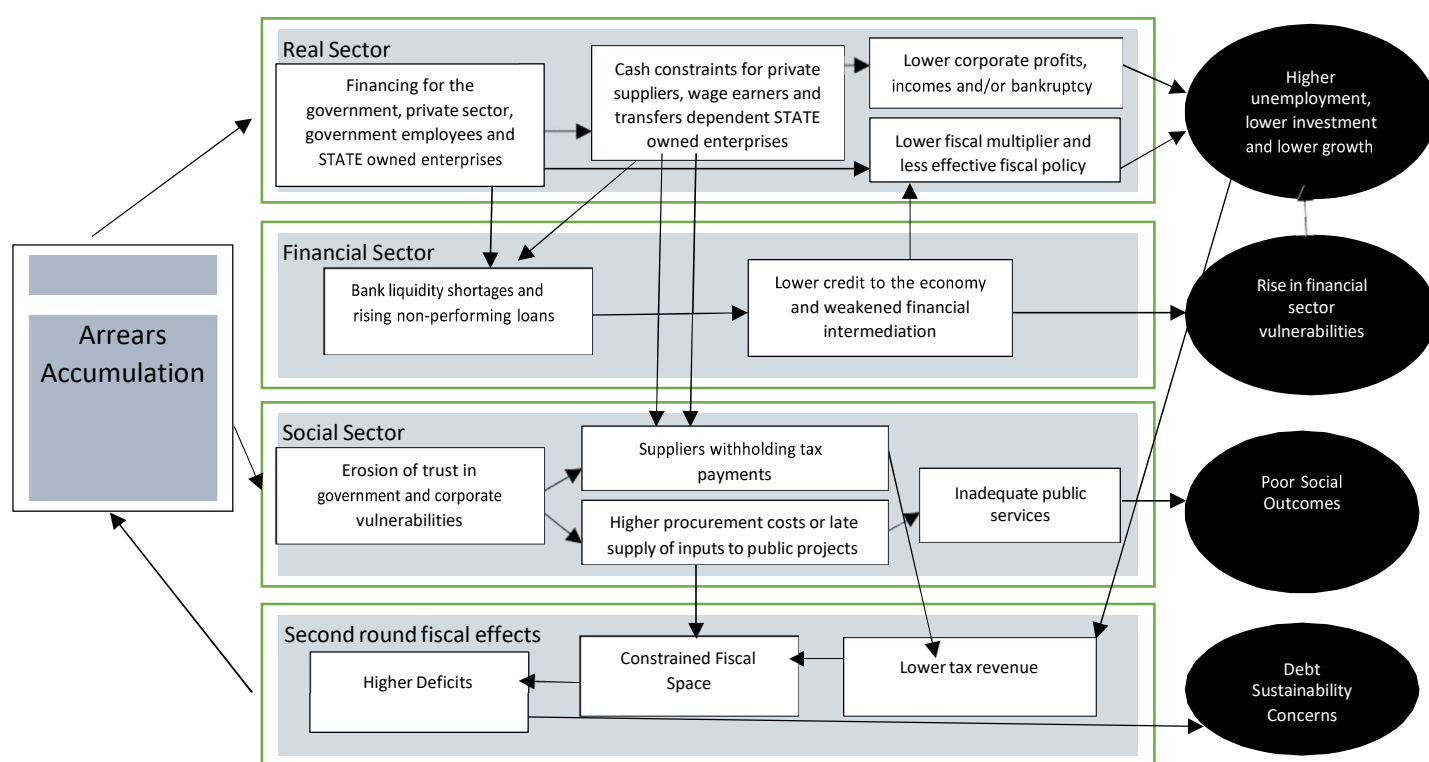 Real Sector
Financing for the
government, private sector,
government employees and
STATE owned enterprises
Cash constraints for private
suppliers, wage earners and
transfers dependent STATE
owned enterprises
Lower corporate profits,
incomes and/or bankruptcy
Lower fiscal multiplier and
less effective fiscal policy
Higher
unemployment,
lower investment
and lower growth
Arrears
Accumulation
Financial Sector
Bank liquidity shortages and
rising non-performing loans
Lower credit to the economy
and weakened financial
intermediation
Rise in financial
sector
vulnerabilities
Social Sector
Erosion of trust in
government and corporate
vulnerabilities
Suppliers withholding tax
payments
Higher procurement costs or late
supply of inputs to public projects
Inadequate public
services
Poor Social
Outcomes
Second round fiscal effects
Higher Deficits
Constrained Fiscal
Space
Lower tax revenue
Debt
Sustainability
Concerns